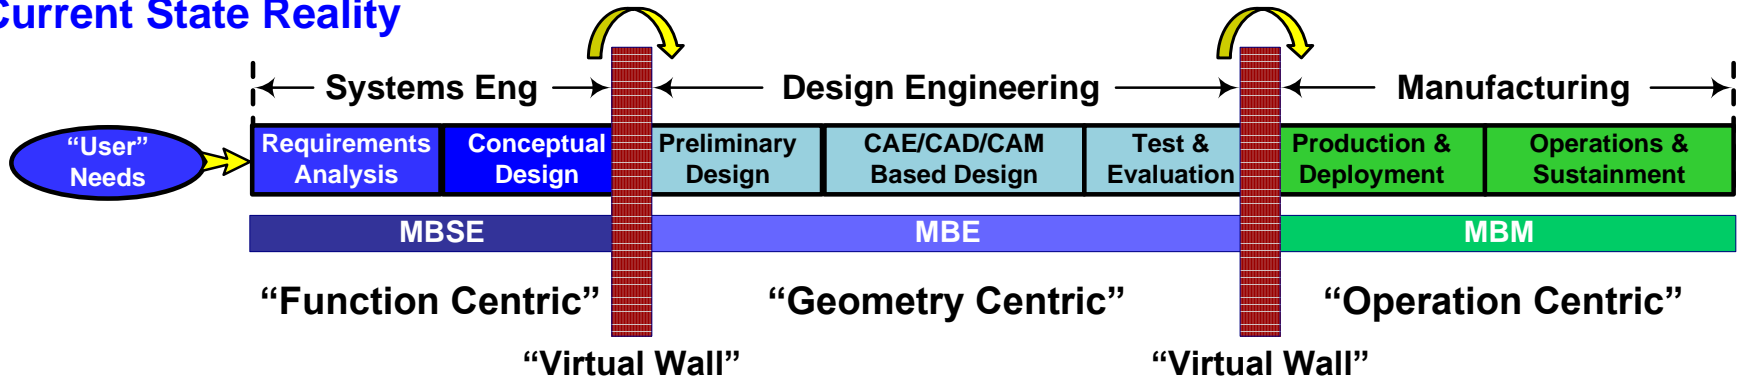 Current State Reality
Systems Eng
Design Engineering
Manufacturing
“User”
Needs
Requirements
Analysis
Conceptual
Design
Preliminary
Design
CAE/CAD/CAM
Based Design
Test &
Evaluation
Production &
Deployment
Operations &
Sustainment
MBSE
MBE
MBM
“Function Centric”
“Geometry Centric”
“Operation Centric”
“Virtual Wall”
“Virtual Wall”